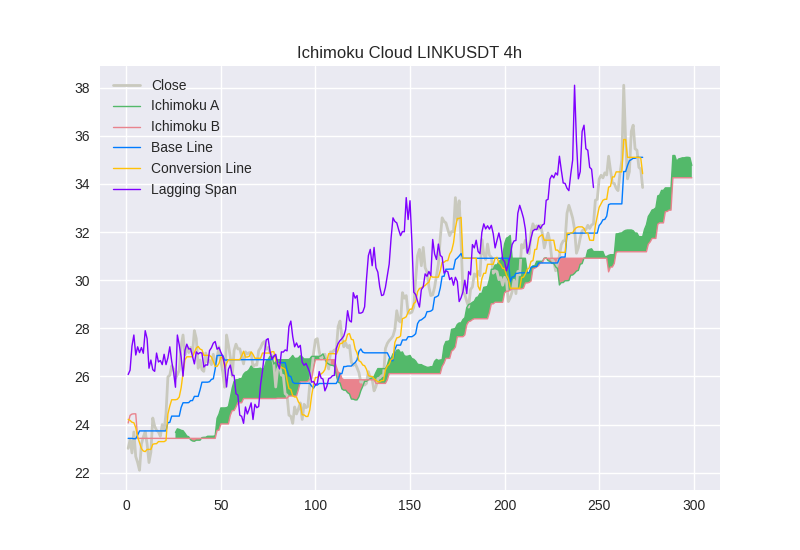 Ichimoku Cloud LINKUSDT 4h
Close
Ichimoku A
Ichimoku B
Base Line
Conversion Line
Lagging Span
38
36
34
32
30
28
26
24
22
0 50 100 150 200 250 300